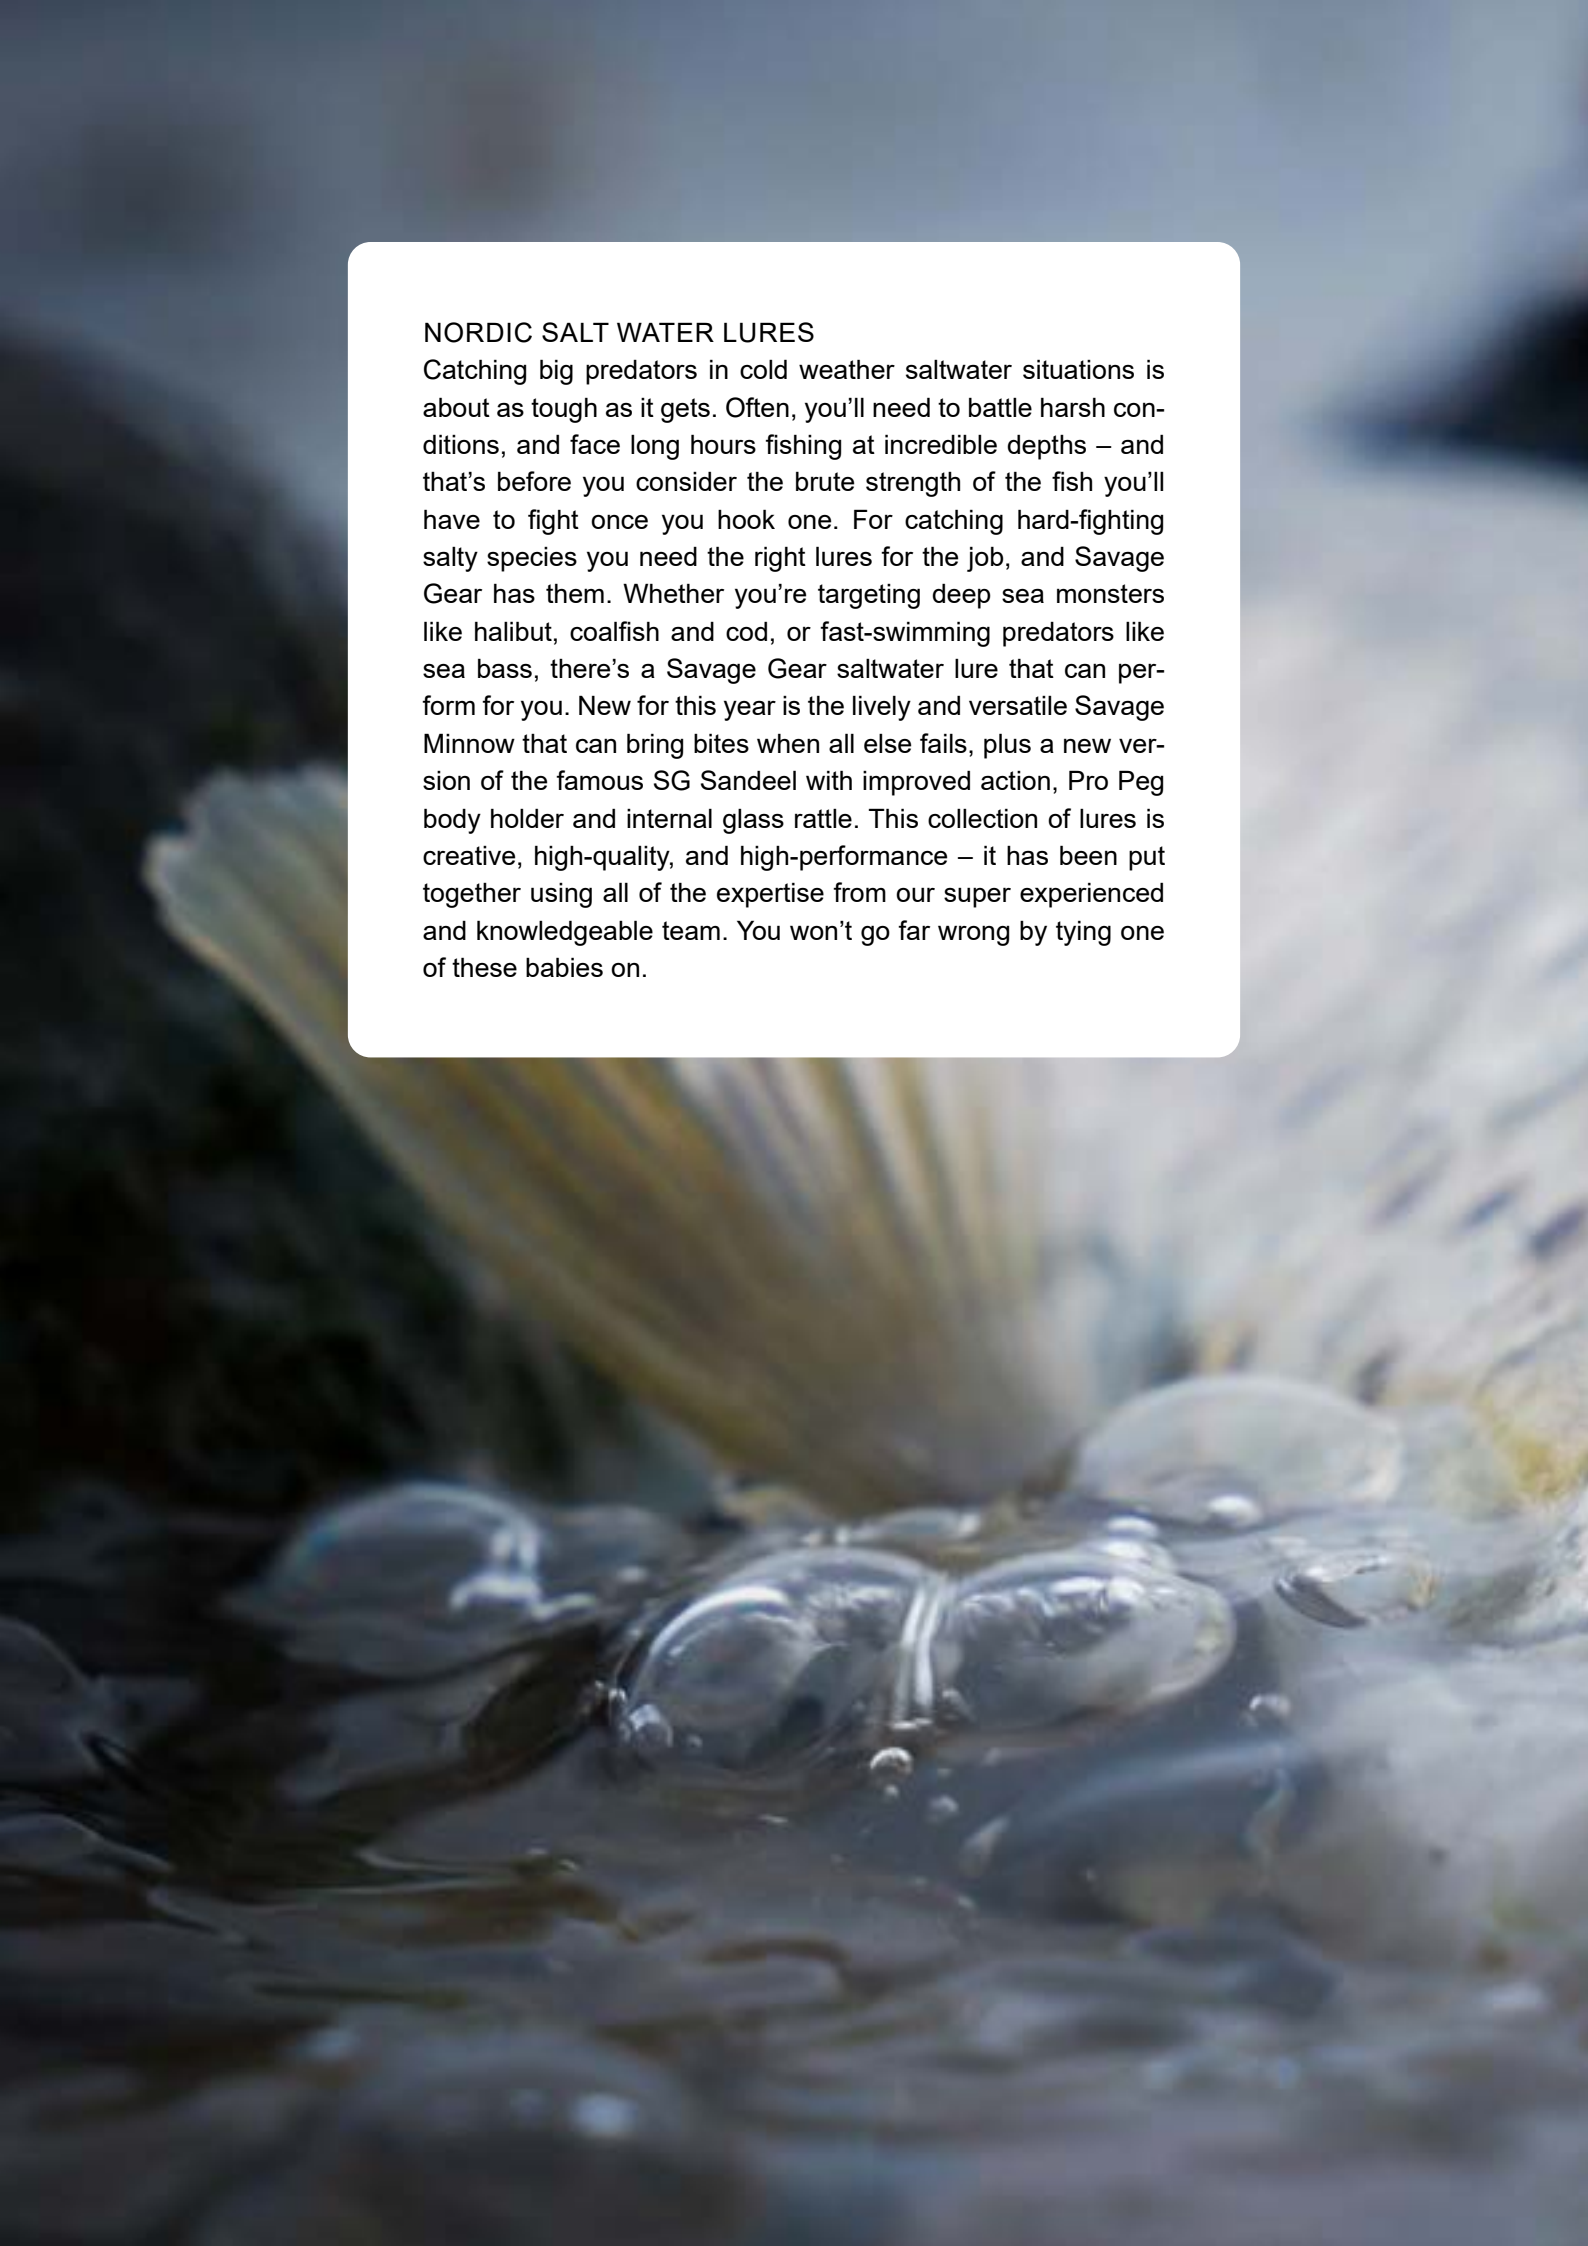 NORDIC SALT WATER LURES
Catching big predators in cold weather saltwater situations is
about as tough as it gets. Often, you’ll need to battle harsh con-
ditions, and face long hours fishing at incredible depths – and
that’s before you consider the brute strength of the fish you’ll
have to fight once you hook one. For catching hard-fighting
salty species you need the right lures for the job, and Savage
Gear has them. Whether you’re targeting deep sea monsters
like halibut, coalfish and cod, or fast-swimming predators like
sea bass, there’s a Savage Gear saltwater lure that can per-
form for you. New for this year is the lively and versatile Savage
Minnow that can bring bites when all else fails, plus a new ver-
sion of the famous SG Sandeel with improved action, Pro Peg
body holder and internal glass rattle. This collection of lures is
creative, high-quality, and high-performance – it has been put
together using all of the expertise from our super experienced
and knowledgeable team. You won’t go far wrong by tying one
of these babies on.